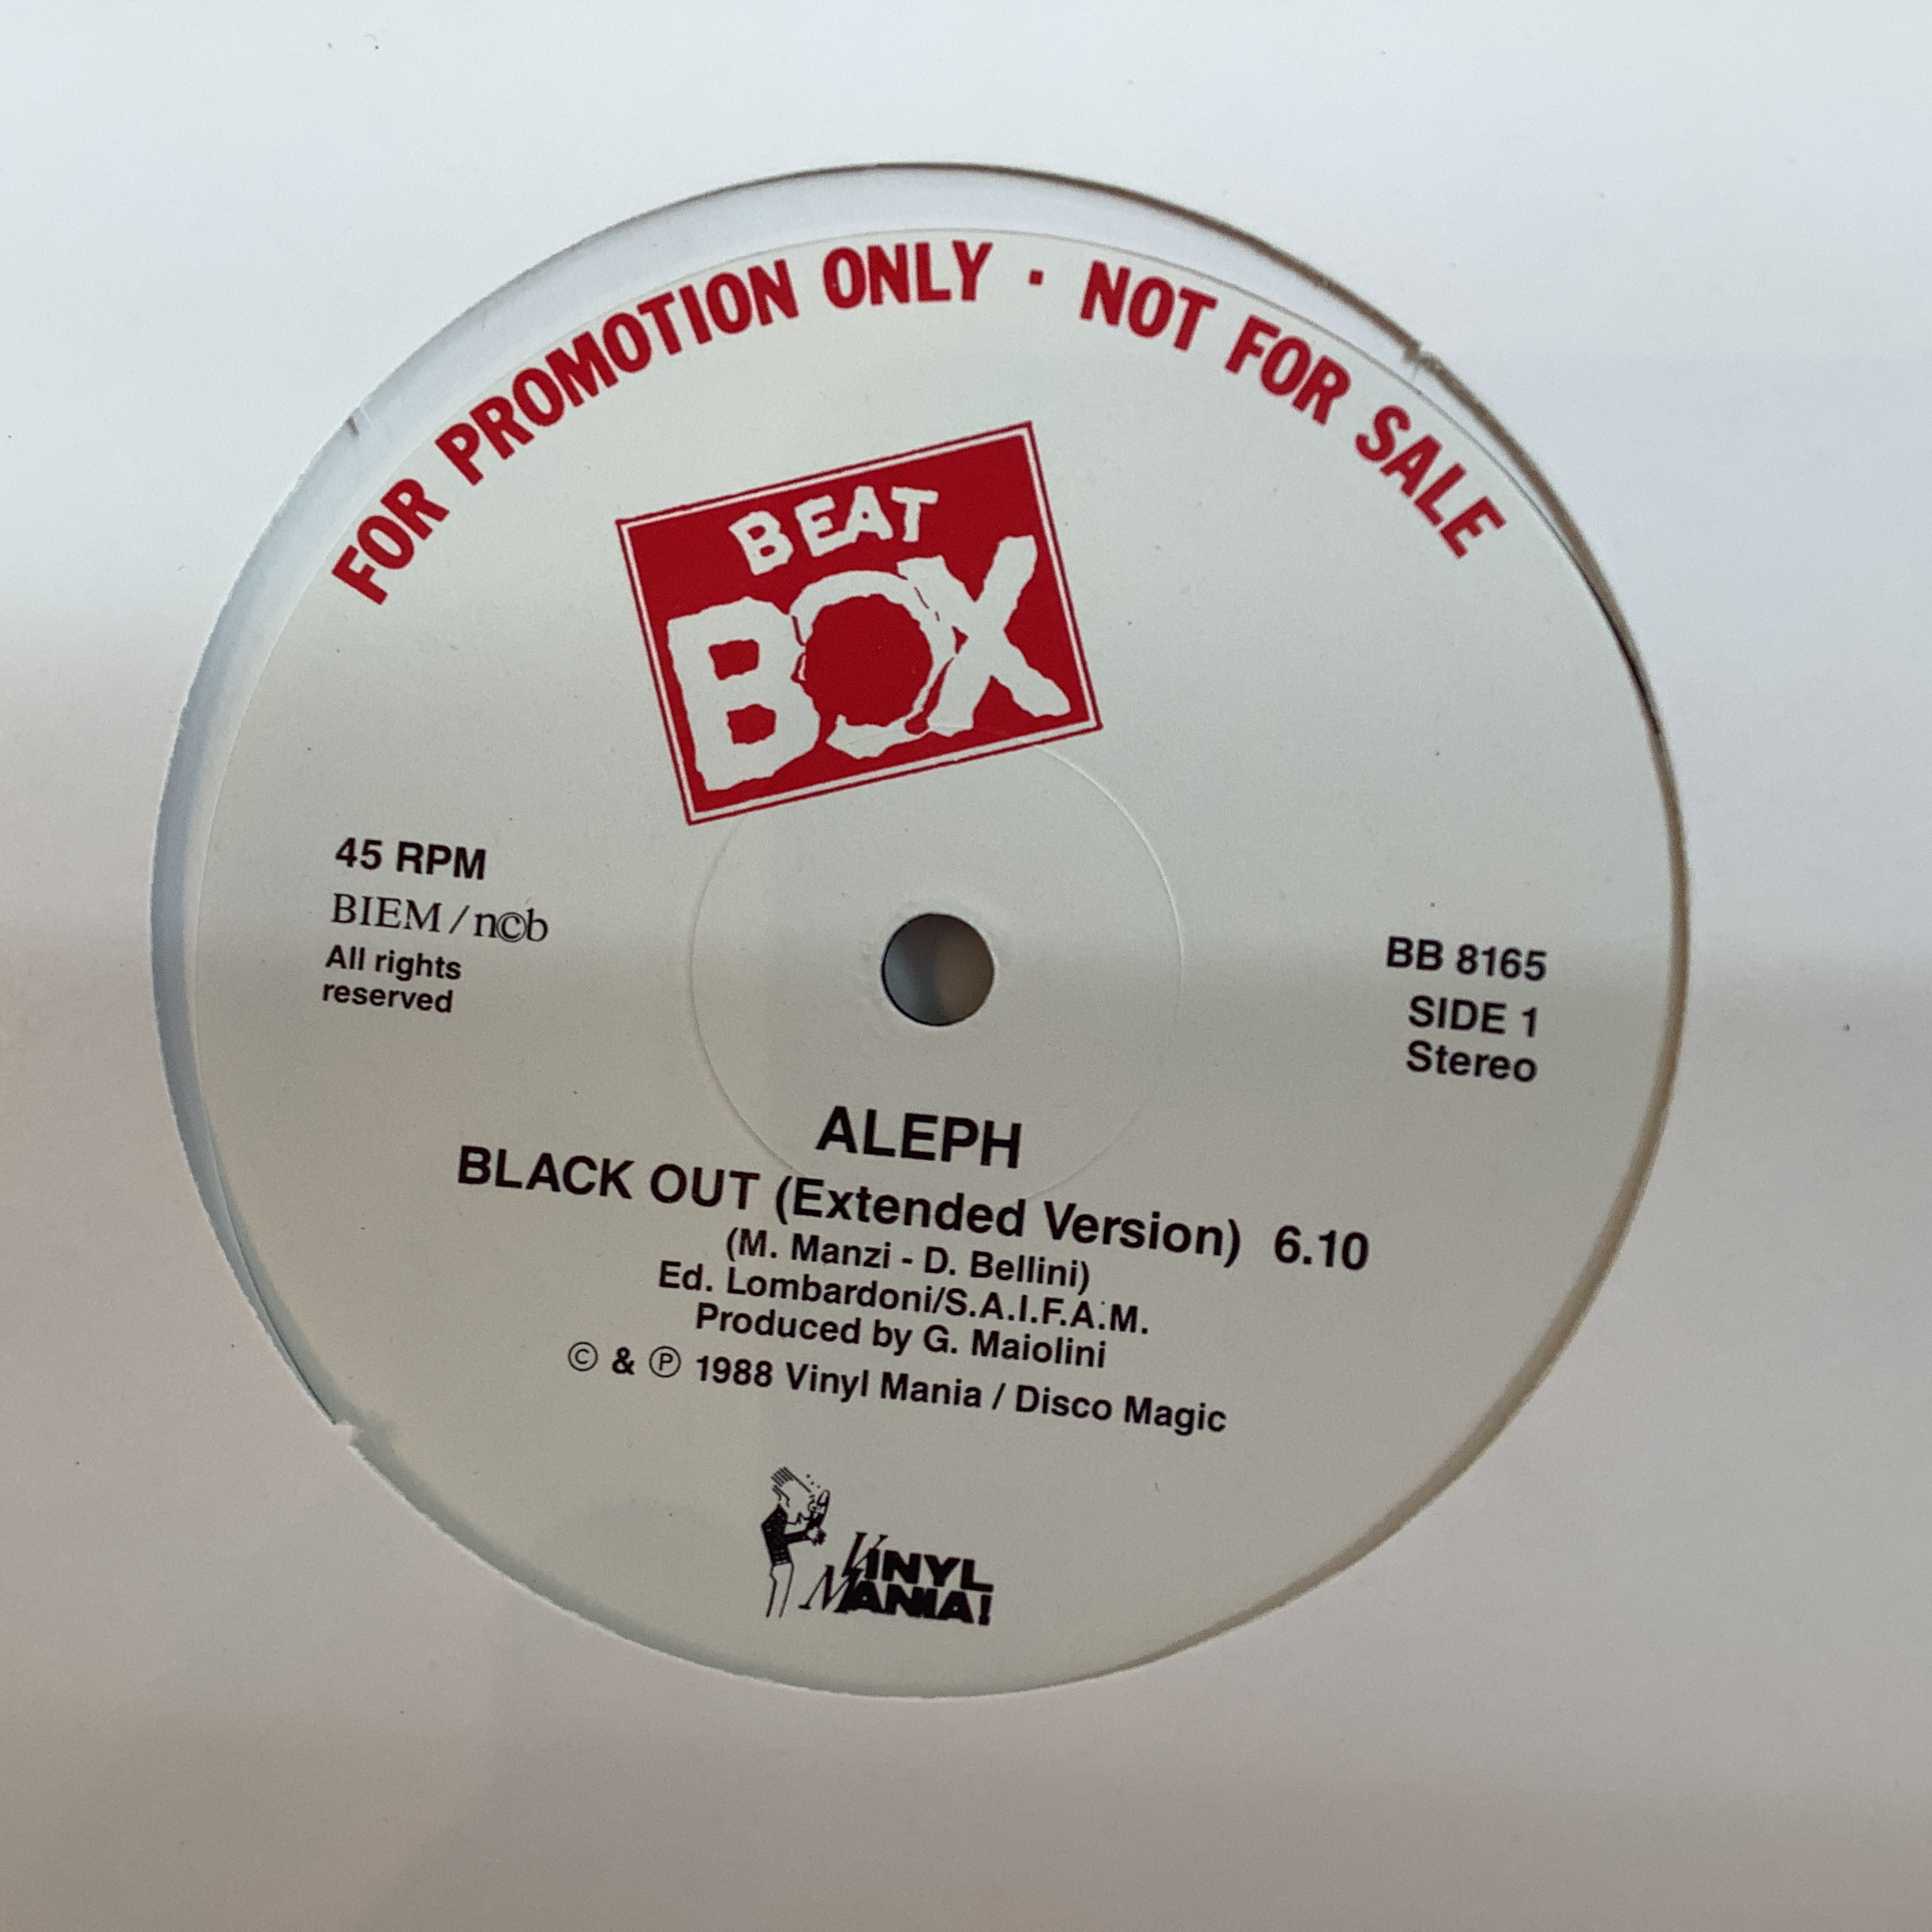 FOR PROMOTION ONLY · NOT FOR SALE
BEAT
BOX
45 RPM
BIEM / n©b
All rights
reserved
BB 8165
SIDE 1
Stereo
ALEPH
BLACK OUT (Extended Version) 6.10
(M. Manzi - D. Bellini)
Ed. Lombardoni/S.A.I.F.A.M.
Produced by G. Maiolini
© & ℗ 1988 Vinyl Mania / Disco Magic
VINYL
MANIA!